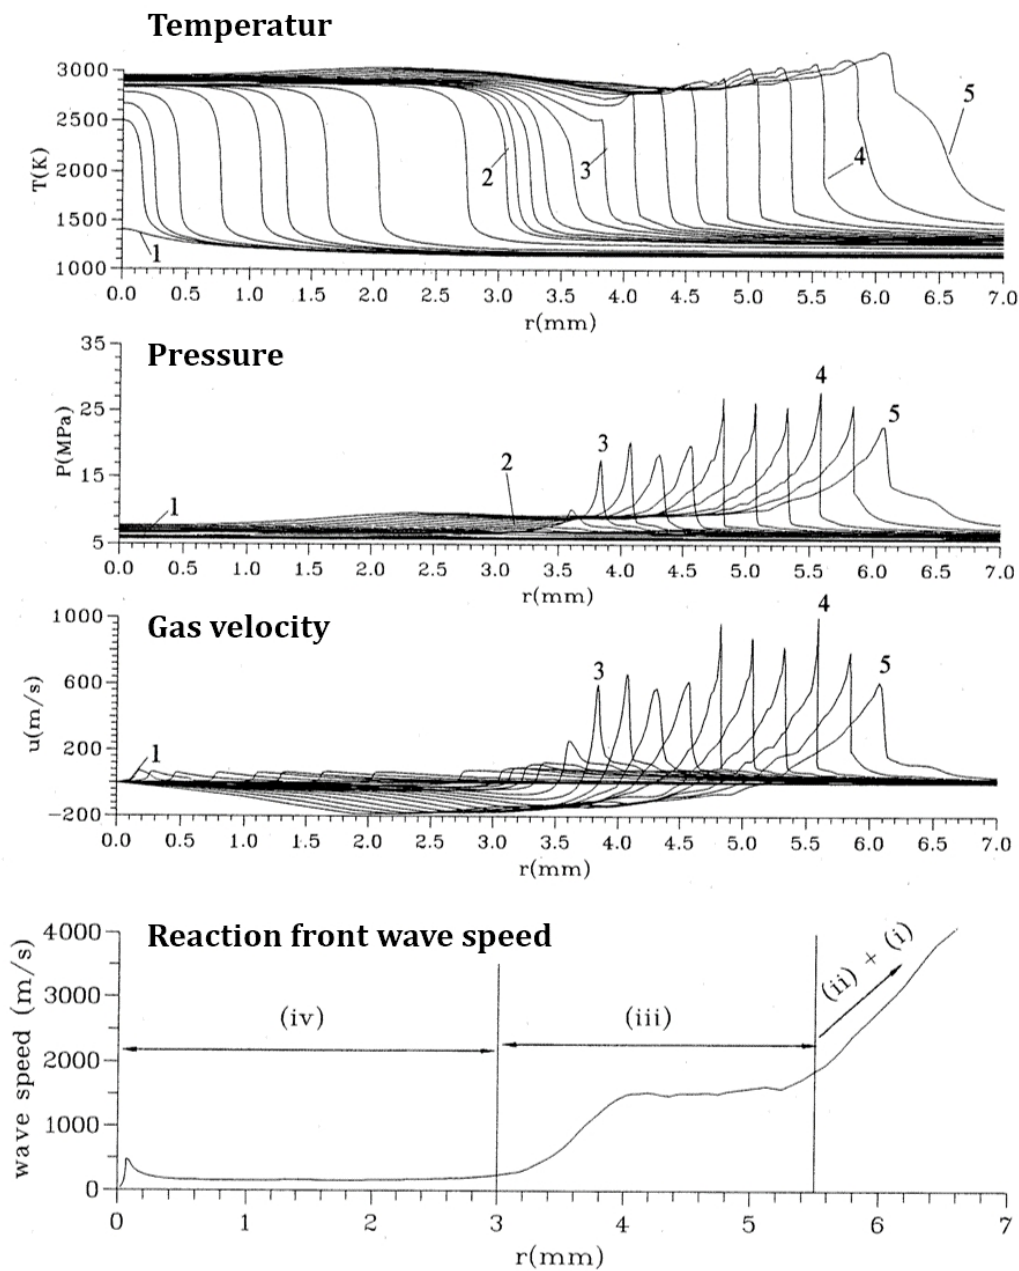 Temperatur
3000
2500
2000
1500
1000
T(K)
1
2
3
4
5
0.0 0.5 1.0 1.5 2.0 2.5 3.0 3.5 4.0 4.5 5.0 5.5 6.0 6.5 7.0
r(mm)
Pressure
35
25
15
5
P(MPa)
1
2
3
4
5
0.0 0.5 1.0 1.5 2.0 2.5 3.0 3.5 4.0 4.5 5.0 5.5 6.0 6.5 7.0
r(mm)
Gas velocity
1000
600
200
−200
u(m/s)
1
3
4
5
0.0 0.5 1.0 1.5 2.0 2.5 3.0 3.5 4.0 4.5 5.0 5.5 6.0 6.5 7.0
r(mm)
Reaction front wave speed
4000
3000
2000
1000
0
wave speed (m/s)
(iv)
(iii)
(ii) + (i)
0 1 2 3 4 5 6 7
r(mm)